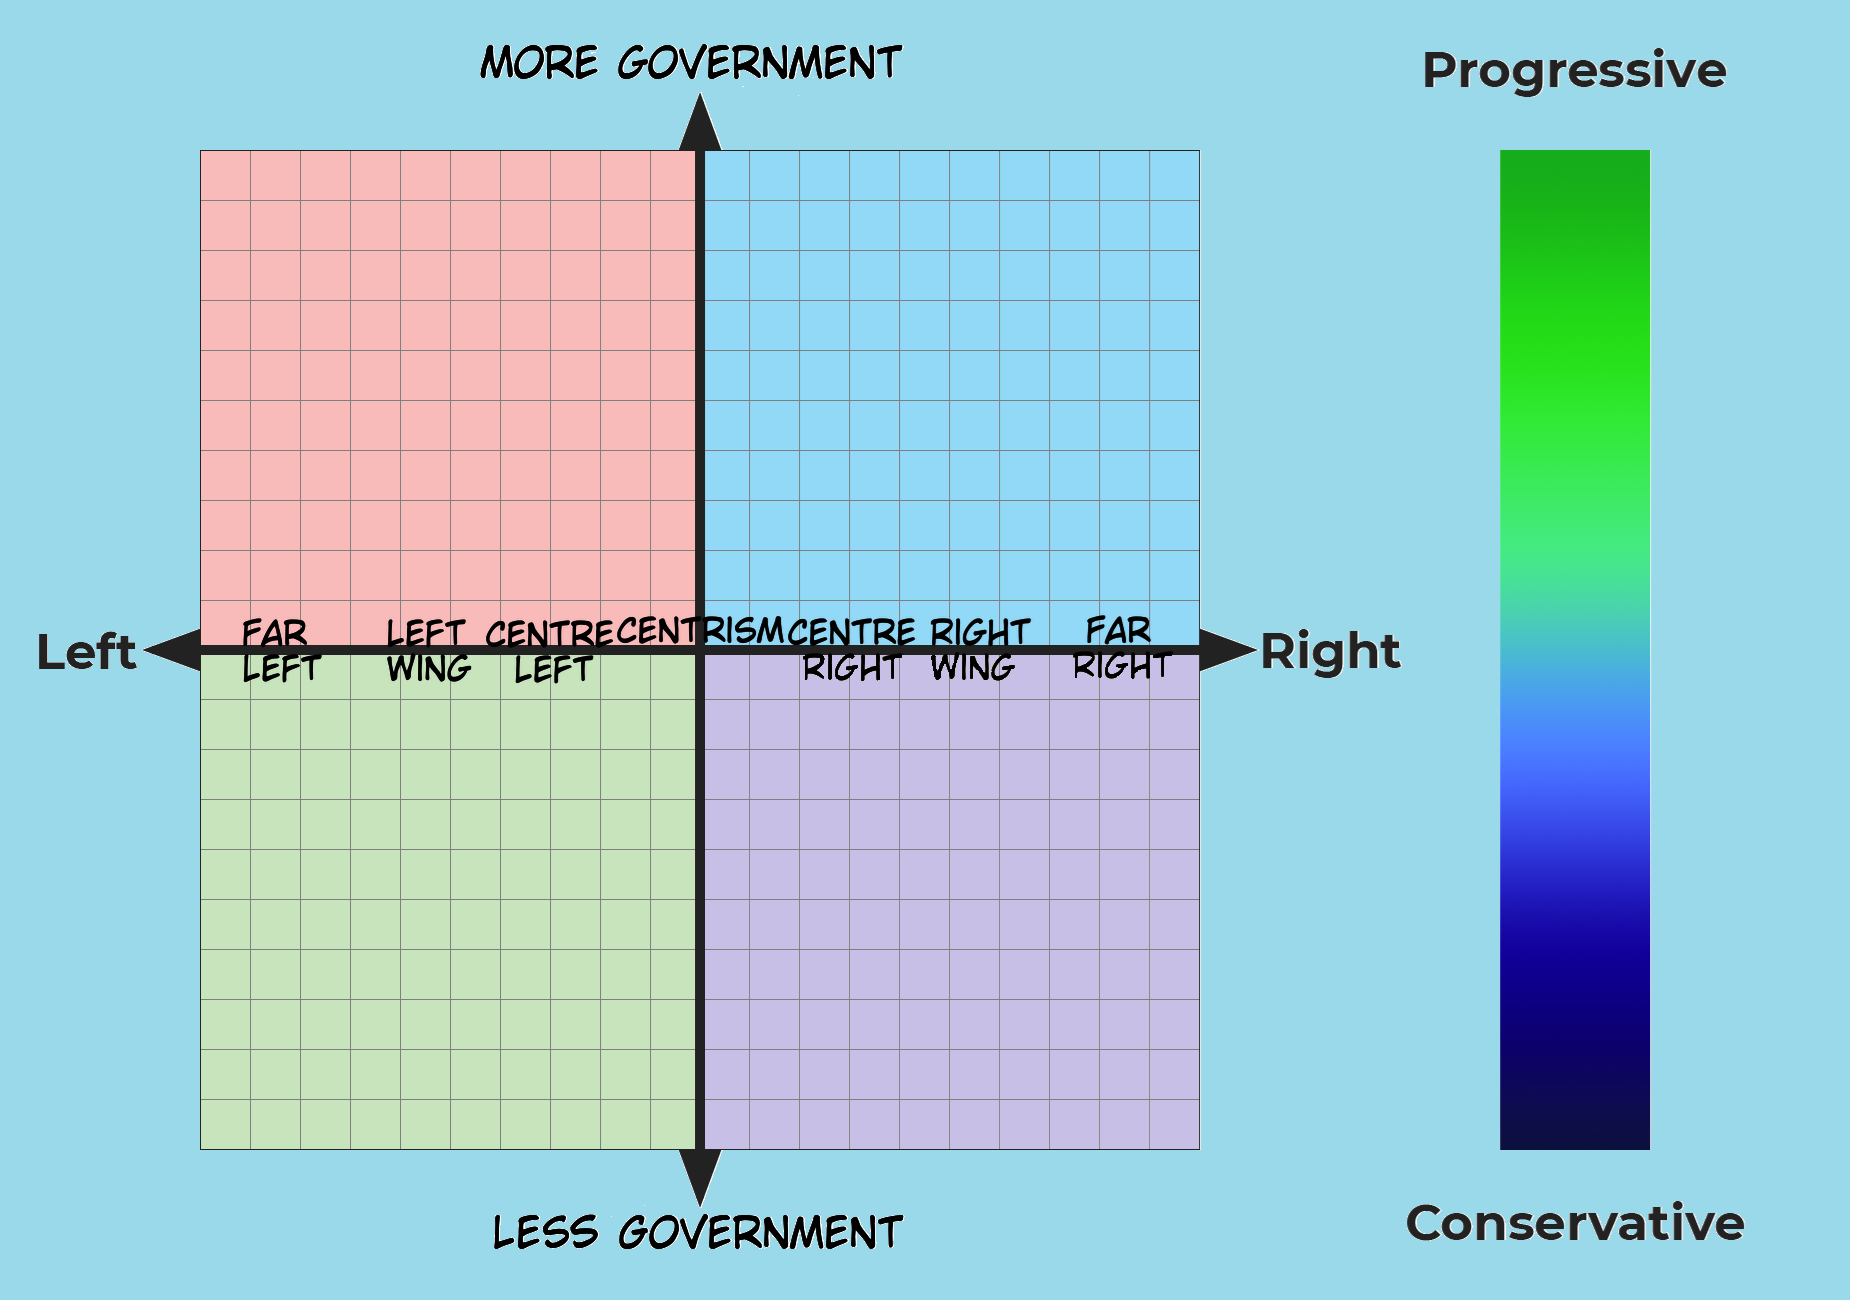 MORE GOVERNMENT
Progressive
Left
FAR
LEFT
LEFT
WING
CENTRE
LEFT
CENTRISM
CENTRE
RIGHT
RIGHT
WING
FAR
RIGHT
Right
LESS GOVERNMENT
Conservative